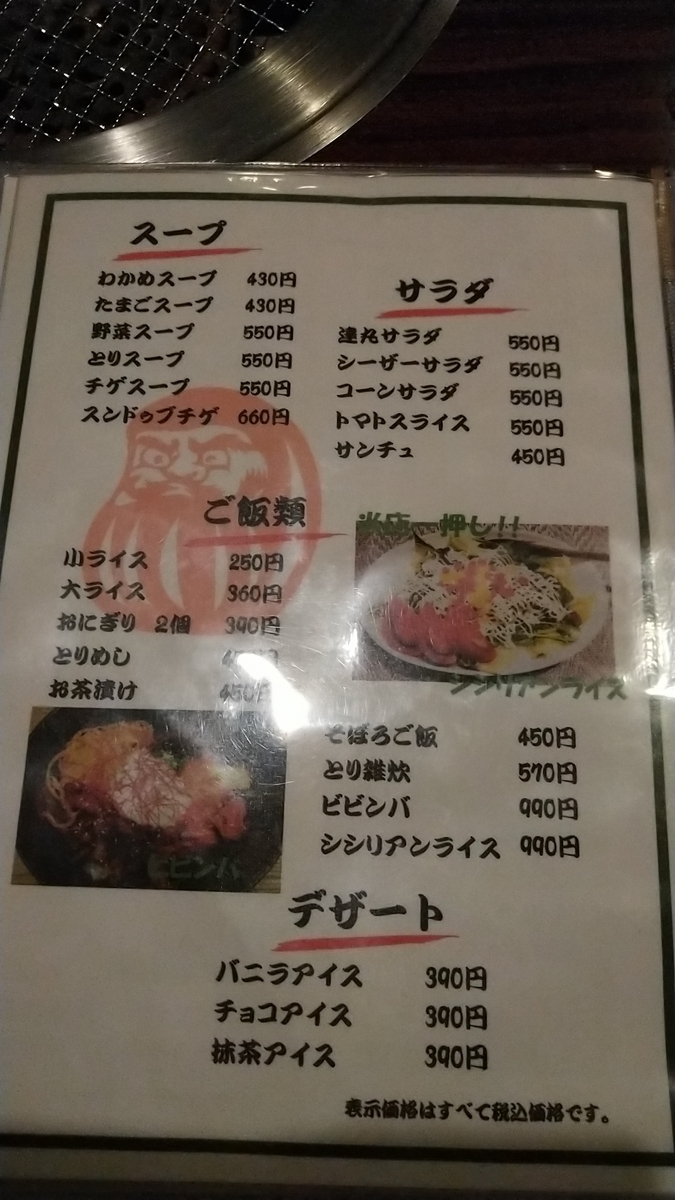 スープ
わかめスープ 430円
たまごスープ 430円
野菜スープ 550円
とりスープ 550円
チゲスープ 550円
スンドゥブチゲ 660円
サラダ
達丸サラダ 550円
シーザーサラダ 550円
コーンサラダ 550円
トマトスライス 550円
サンチュ 450円
ご飯類
小ライス 250円
大ライス 360円
おにぎり 2個 390円
とりめし
お茶漬け 450円
当店一押し!!
シシリアンライス
ビビンバ
そぼろご飯 450円
とり雑炊 570円
ビビンバ 990円
シシリアンライス 990円
デザート
バニラアイス 390円
チョコアイス 390円
抹茶アイス 390円
表示価格はすべて税込価格です。